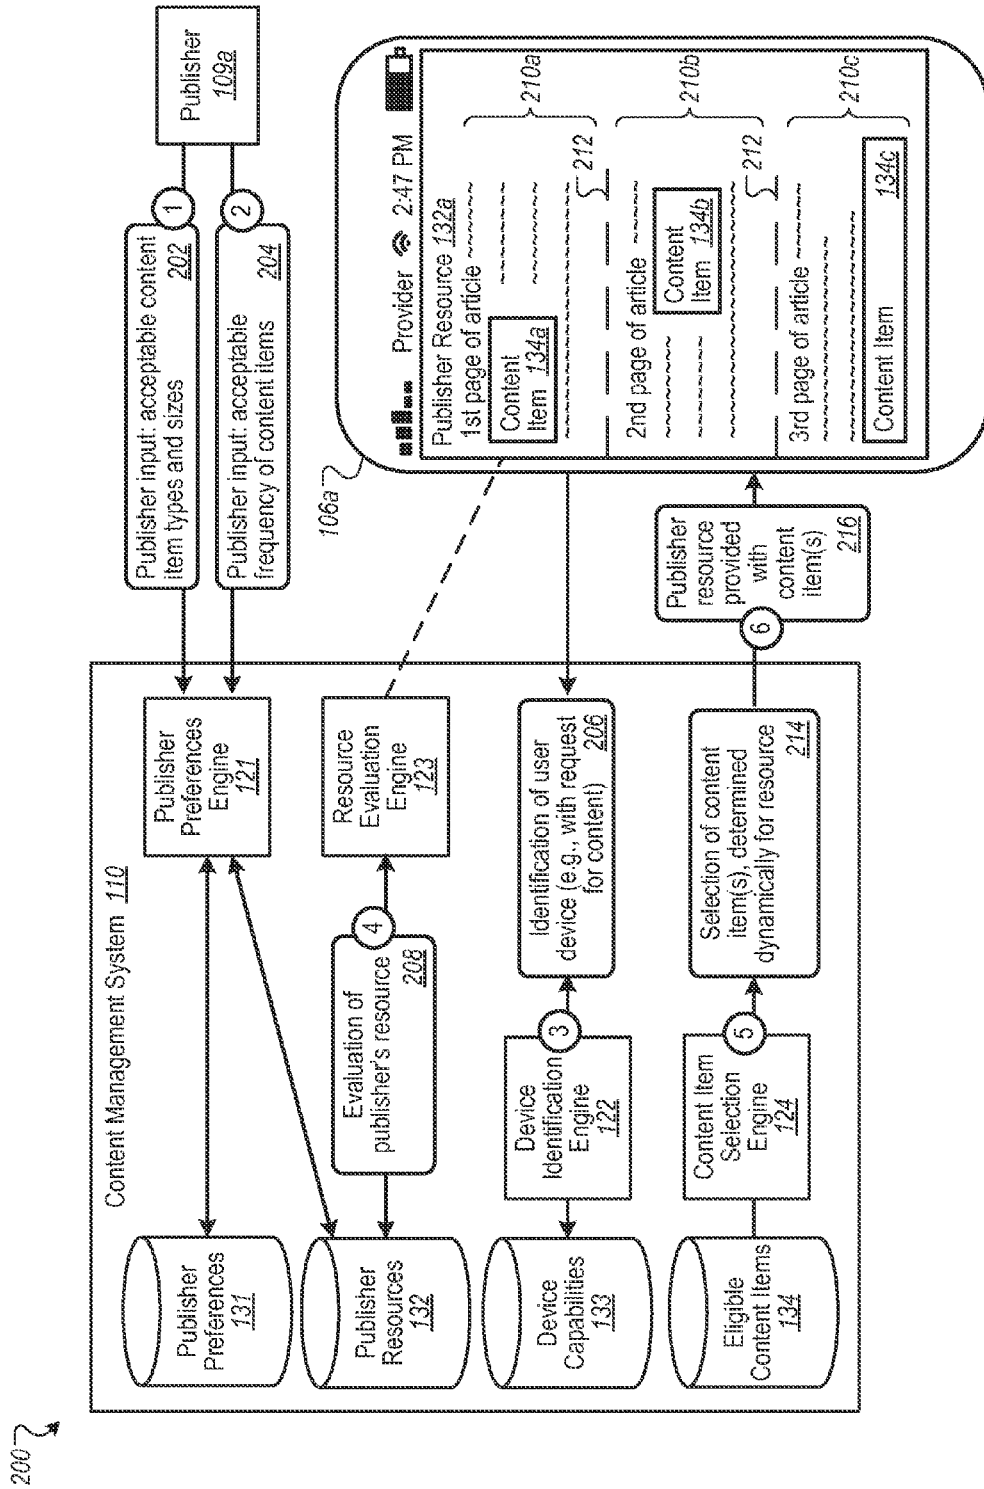 200
Content Management System 110
Publisher
Preferences
131
Publisher
Preferences
Engine
121
Publisher input: acceptable content
item types and sizes
202
1
Publisher input: acceptable
frequency of content items
204
2
Publisher
109a
Publisher
Resources
132
Evaluation of
publisher's resource
208
4
Resource
Evaluation
Engine
123
Device
Capabilities
133
Device
Identification
Engine
122
3
Identification of user
device (e.g., with request
for content)
206
Eligible
Content Items
134
Content Item
Selection
Engine
124
5
Selection of content
item(s), determined
dynamically for resource
214
6
Publisher
resource
provided
with
content
item(s)
216
106a
Provider 2:47 PM
Publisher Resource 132a
1st page of article
Content
Item 134a
210a
212
2nd page of article
Content
Item 134b
210b
212
3rd page of article
210c
Content Item 134c